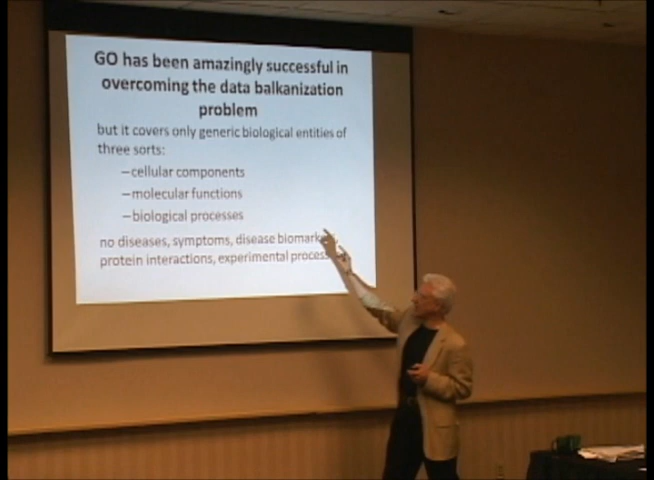 GO has been amazingly successful in
overcoming the data balkanization
problem
but it covers only generic biological entities of
three sorts:
–cellular components
–molecular functions
–biological processes
no diseases, symptoms, disease
protein interactions, experimental